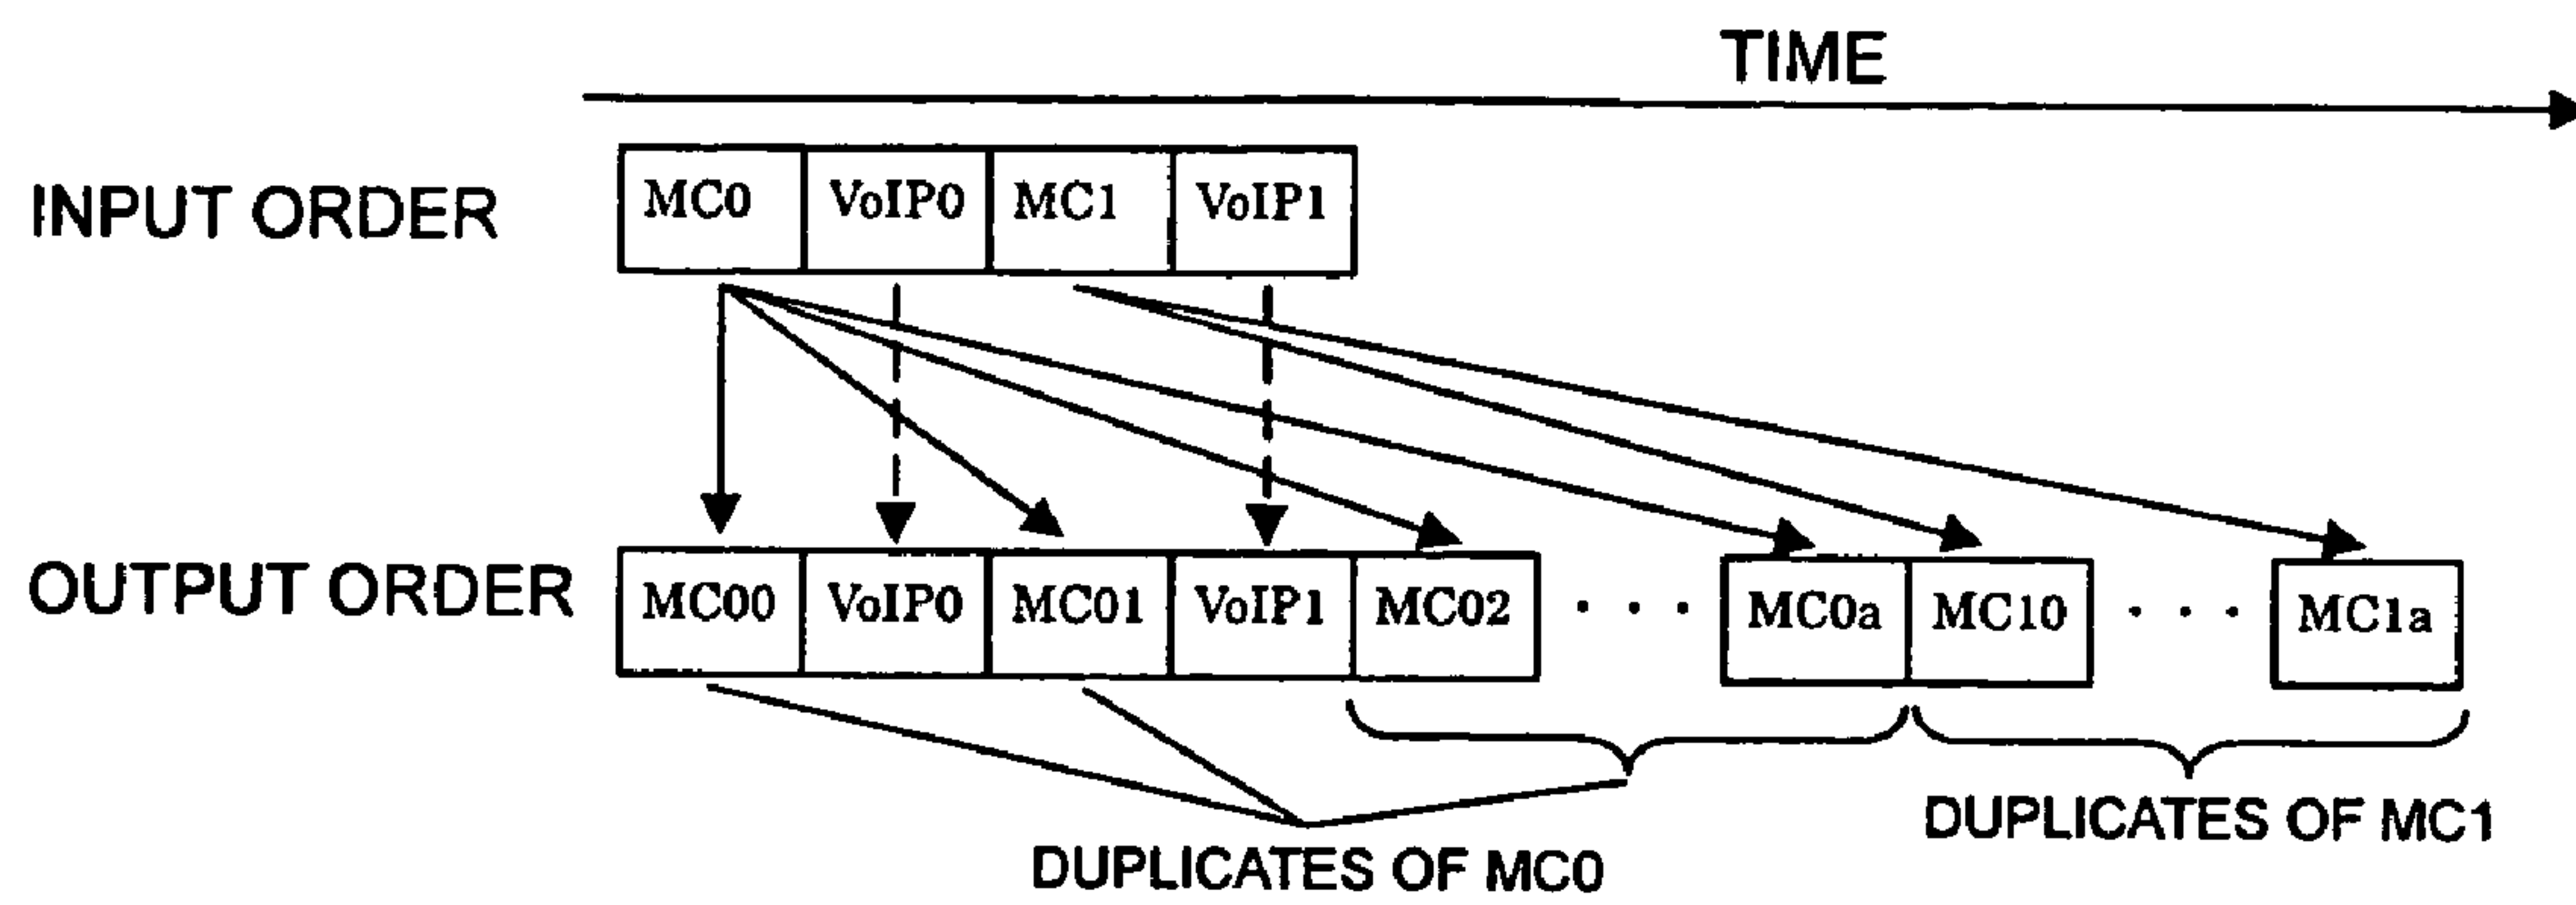 TIME
INPUT ORDER
MC0 VoIP0 MC1 VoIP1
OUTPUT ORDER
MC00 VoIP0 MC01 VoIP1 MC02 · · · MC0a MC10 · · · MC1a
DUPLICATES OF MC1
DUPLICATES OF MC0